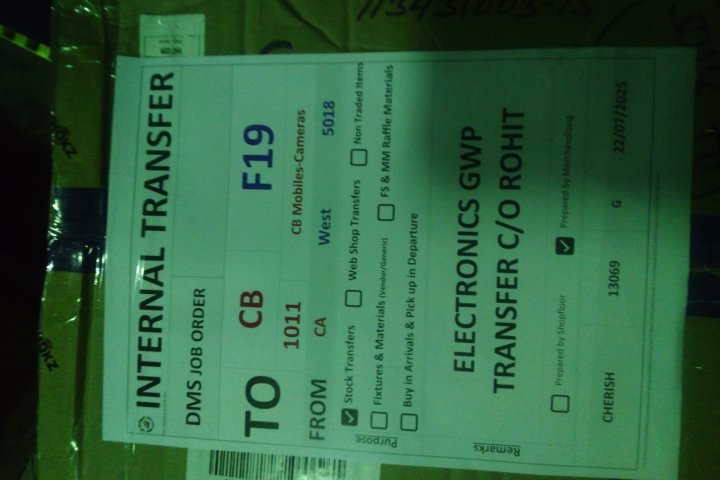 INTERNAL TRANSFER
DMS JOB ORDER
TO CB F19
1011 CB Mobiles-Cameras
FROM CA West 5018
Purpose
Stock Transfers Web Shop Transfers Non Traded Items
Fixtures & Materials (Vendor/Generic) FS & MM Raffle Materials
Buy in Arrivals & Pick up in Departure
Remarks
ELECTRONICS GWP
TRANSFER C/O ROHIT
Prepared by Shopfloor Prepared by Merchandising
CHERISH 13069 G 22/07/2025